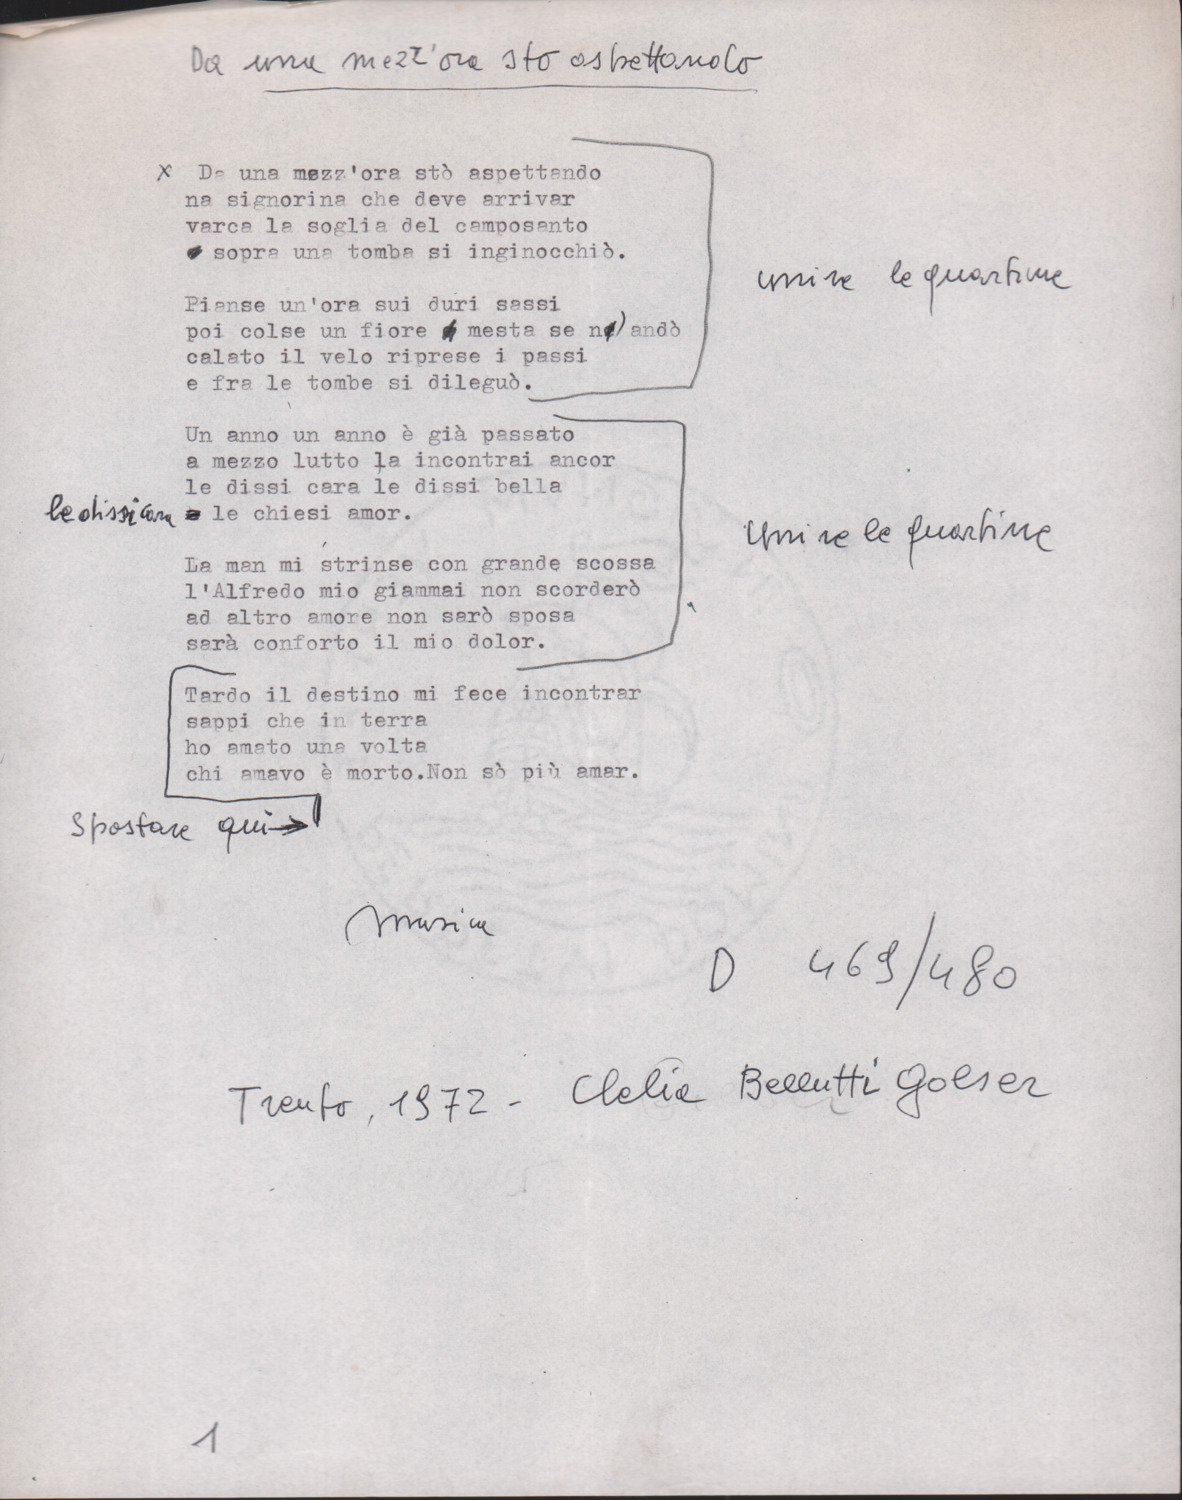 Da una mezz'ora sto aspettando
x Da una mezz'ora stò aspettando
na signorina che deve arrivar
varca la soglia del camposanto
sopra una tomba si inginocchiò.
unire le quartine
Pianse un'ora sui duri sassi
poi colse un fiore mesta se n'andò
calato il velo riprese i passi
e fra le tombe si dileguò.
Un anno un anno è già passato
a mezzo lutto la incontrai ancor
le dissi cara le dissi bella
le dissi cara le chiesi amor.
unire le quartine
La man mi strinse con grande scossa
l'Alfredo mio giammai non scorderò
ad altro amore non sarò sposa
sarà conforto il mio dolor.
Tardo il destino mi fece incontrar
sappi che in terra
ho amato una volta
chi amavo è morto.Non sò più amar.
Spostare qui→
Musica
D 469/480
Trento, 1972 - Clelia Bellutti Golser
1